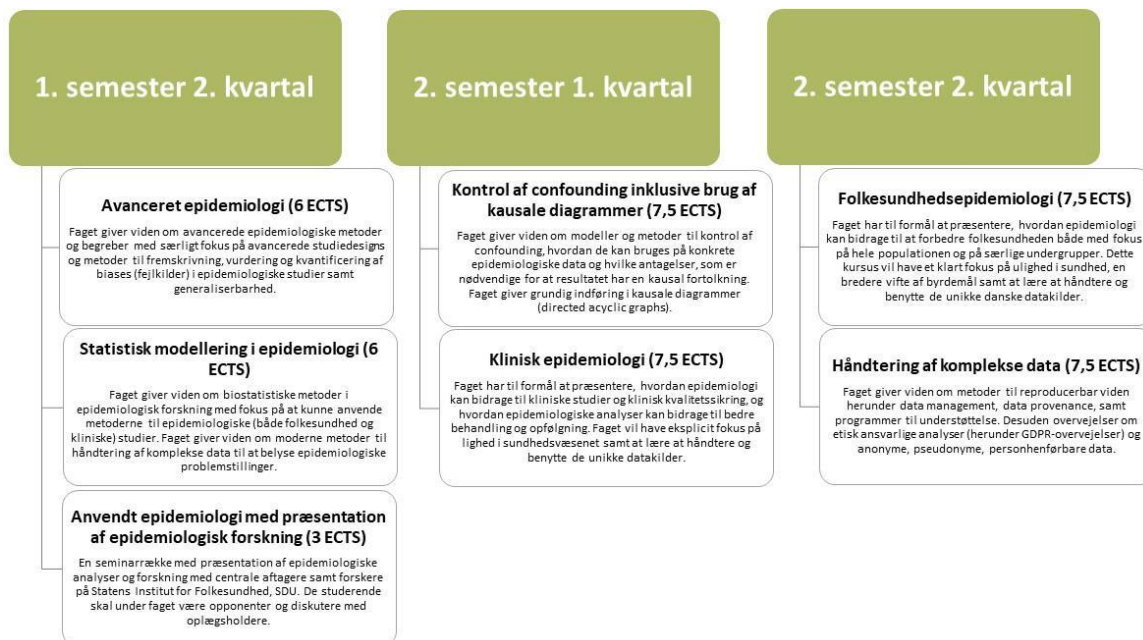 1. semester 2. kvartal
Avanceret epidemiologi (6 ECTS)
Faget giver viden om avancerede epidemiologiske metoder
og begreber med særligt fokus på avancerede studiedesigns
og metoder til fremskrivning, vurdering og kvantificering af
biases (fejlkilder) i epidemiologiske studier samt
generaliserbarhed.
Statistisk modellering i epidemiologi (6
ECTS)
Faget giver viden om biostatistiske metoder i
epidemiologisk forskning med fokus på at kunne anvende
metoderne til epidemiologiske (både folkesundhed og
kliniske) studier. Faget giver viden om moderne metoder til
håndtering af komplekse data til at belyse epidemiologiske
problemstillinger.
Anvendt epidemiologi med præsentation
af epidemiologisk forskning (3 ECTS)
En seminarrække med præsentation af epidemiologiske
analyser og forskning med centrale aftagere samt forskere
på Statens Institut for Folkesundhed, SDU. De studerende
skal under faget være opponenter og diskutere med
oplægsholdere.
2. semester 1. kvartal
Kontrol af confounding inklusive brug af
kausale diagrammer (7,5 ECTS)
Faget giver viden om modeller og metoder til kontrol af
confounding, hvordan de kan bruges på konkrete
epidemiologiske data og hvilke antagelser, som er
nødvendige for at resultatet har en kausal fortolkning.
Faget giver grundig indføring i kausale diagrammer
(directed acyclic graphs).
Klinisk epidemiologi (7,5 ECTS)
Faget har til formål at præsentere, hvordan epidemiologi
kan bidrage til kliniske studier og klinisk kvalitetssikring, og
hvordan epidemiologiske analyser kan bidrage til bedre
behandling og opfølgning. Faget vil have eksplicit fokus på
lighed i sundhedsvæsenet samt at lære at håndtere og
benytte de unikke datakilder.
2. semester 2. kvartal
Folkesundhedsepidemiologi (7,5 ECTS)
Faget har til formål at præsentere, hvordan epidemiologi
kan bidrage til at forbedre folkesundheden både med fokus
på hele populationen og på særlige undergrupper. Dette
kursus vil have et klart fokus på ulighed i sundhed, en
bredere vifte af byrdemål samt at lære at håndtere og
benytte de unikke danske datakilder.
Håndtering af komplekse data (7,5 ECTS)
Faget giver viden om metoder til reproducerbar viden
herunder data management, data provenance, samt
programmer til understøttelse. Desuden overvejelser om
etisk ansvarlige analyser (herunder GDPR-overvejelser) og
anonyme, pseudonyme, personhenførbare data.